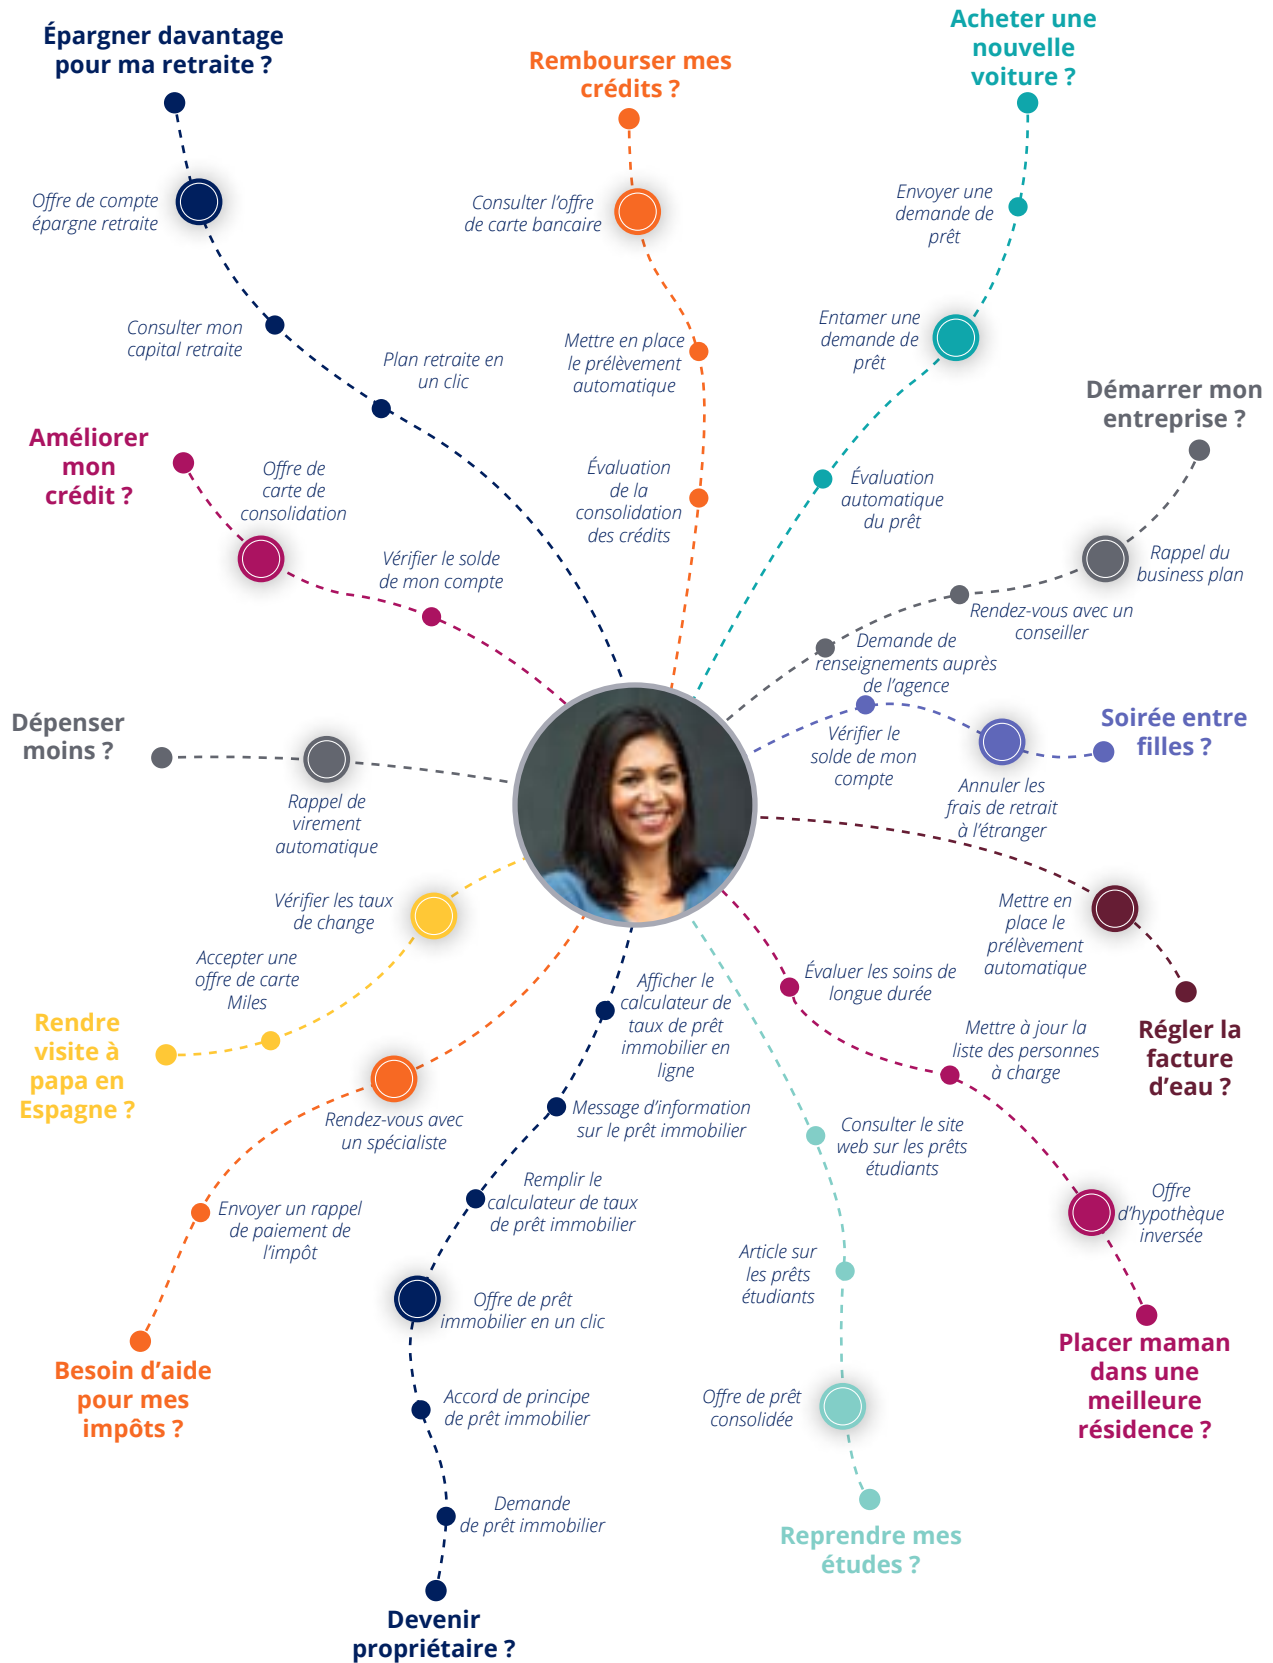 Épargner davantage
pour ma retraite ?
Offre de compte
épargne retraite
Consulter mon
capital retraite
Plan retraite en
un clic
Rembourser mes
crédits ?
Consulter l’offre
de carte bancaire
Mettre en place
le prélèvement
automatique
Évaluation
de la
consolidation
des crédits
Acheter une
nouvelle
voiture ?
Envoyer une
demande de
prêt
Entamer une
demande de
prêt
Évaluation
automatique
du prêt
Démarrer mon
entreprise ?
Rappel du
business plan
Rendez-vous avec un
conseiller
Demande de
renseignements auprès
de l’agence
Améliorer
mon
crédit ?
Offre de
carte de
consolidation
Vérifier le solde
de mon compte
Soirée entre
filles ?
Vérifier le
solde de mon
compte
Annuler les
frais de retrait
à l’étranger
Dépenser
moins ?
Rappel de
virement
automatique
Mettre en
place le
prélèvement
automatique
Régler la
facture
d’eau ?
Vérifier les taux
de change
Accepter une
offre de carte
Miles
Rendre
visite à
papa en
Espagne ?
Évaluer les soins de
longue durée
Mettre à jour la
liste des personnes
à charge
Offre
d’hypothèque
inversée
Placer maman
dans une
meilleure
résidence ?
Rendez-vous avec
un spécialiste
Envoyer un rappel
de paiement de
l’impôt
Besoin d’aide
pour mes
impôts ?
Afficher le
calculateur de
taux de prêt
immobilier en
ligne
Message d’information
sur le prêt immobilier
Remplir le
calculateur de taux
de prêt immobilier
Offre de prêt
immobilier en un clic
Accord de principe
de prêt immobilier
Demande
de prêt immobilier
Devenir
propriétaire ?
Consulter le site
web sur les prêts
étudiants
Article sur
les prêts
étudiants
Offre de prêt
consolidée
Reprendre mes
études ?